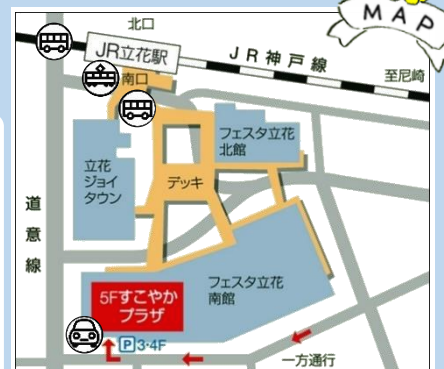 MAP
北口
JR立花駅
JR神戸線
南口
至尼崎
フェスタ立花
北館
立花
ジョイ
タウン
デッキ
道意線
フェスタ立花
南館
5Fすこやか
プラザ
P3・4F
一方通行